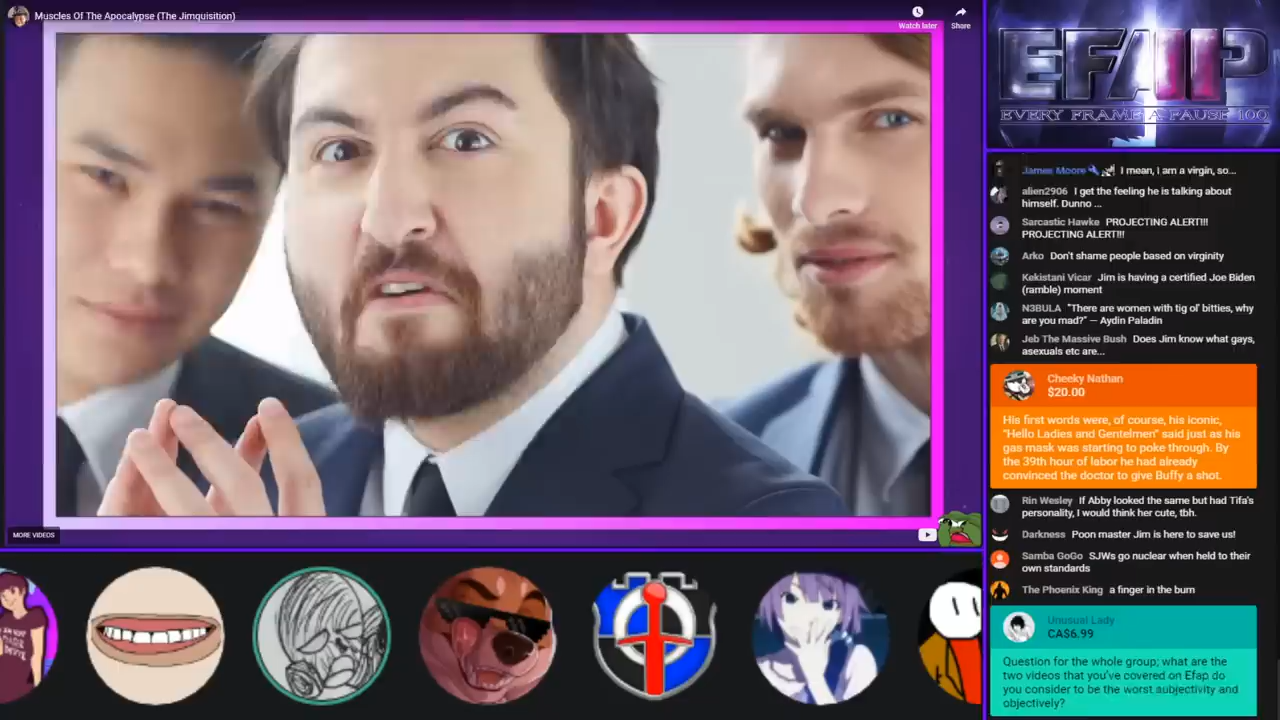 Muscles Of The Apocalypse (The Jimquisition)
Watch later
Share
MORE VIDEOS
EFAP
EVERY FRAME A PAUSE 100
James Moore I mean, I am a virgin, so...
alien2906 I get the feeling he is talking about
himself. Dunno ...
Sarcastic Hawke PROJECTING ALERT!!!
PROJECTING ALERT!!!
Arko Don't shame people based on virginity
Kekistani Vicar Jim is having a certified Joe Biden
(ramble) moment
N3BULA "There are women with tig ol' bitties, why
are you mad?" — Aydin Paladin
Jeb The Massive Bush Does Jim know what gays,
asexuals etc are...
Cheeky Nathan
$20.00
His first words were, of course, his iconic,
"Hello Ladies and Gentelmen" said just as his
gas mask was starting to poke through. By
the 39th hour of labor he had already
convinced the doctor to give Buffy a shot.
Rin Wesley If Abby looked the same but had Tifa's
personality, I would think her cute, tbh.
Darkness Poon master Jim is here to save us!
Samba GoGo SJWs go nuclear when held to their
own standards
The Phoenix King a finger in the bum
Unusual Lady
CA$6.99
Question for the whole group; what are the
two videos that you've covered on Efap do
you consider to be the worst subjectivity and
objectively?